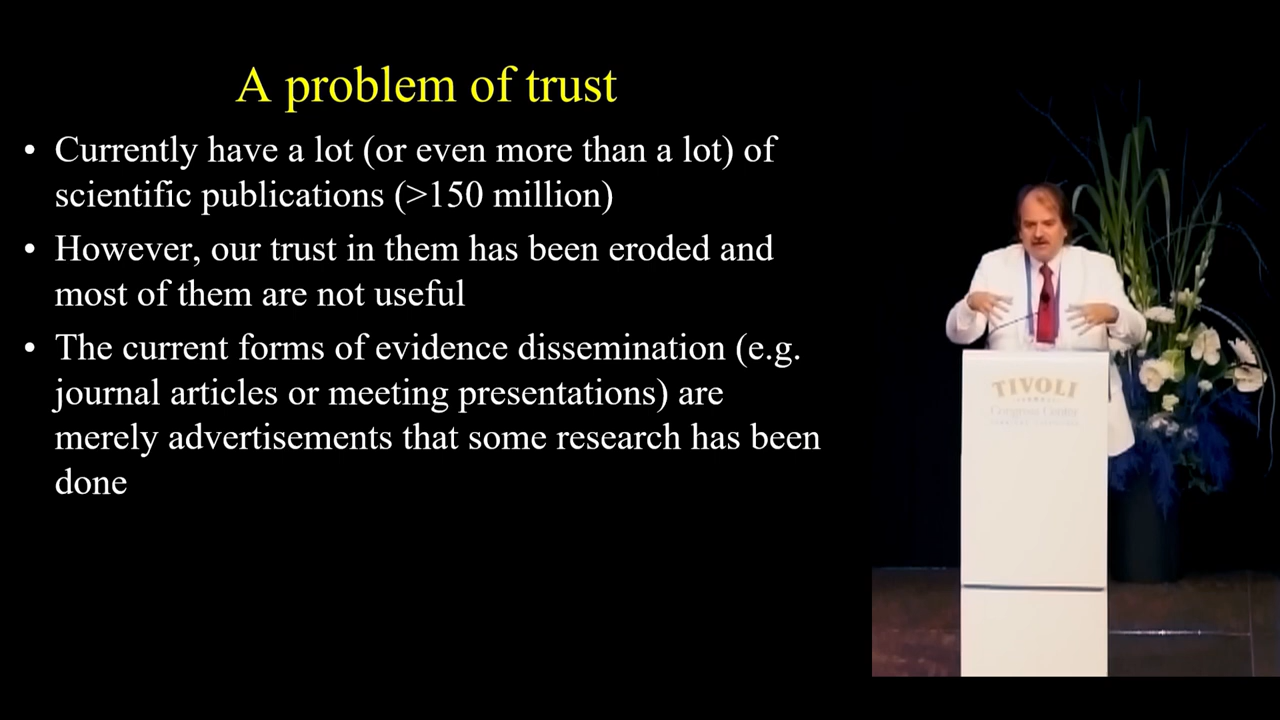 A problem of trust
• Currently have a lot (or even more than a lot) of
scientific publications (>150 million)
• However, our trust in them has been eroded and
most of them are not useful
• The current forms of evidence dissemination (e.g.
journal articles or meeting presentations) are
merely advertisements that some research has been
done
TIVOLI
Congress Center